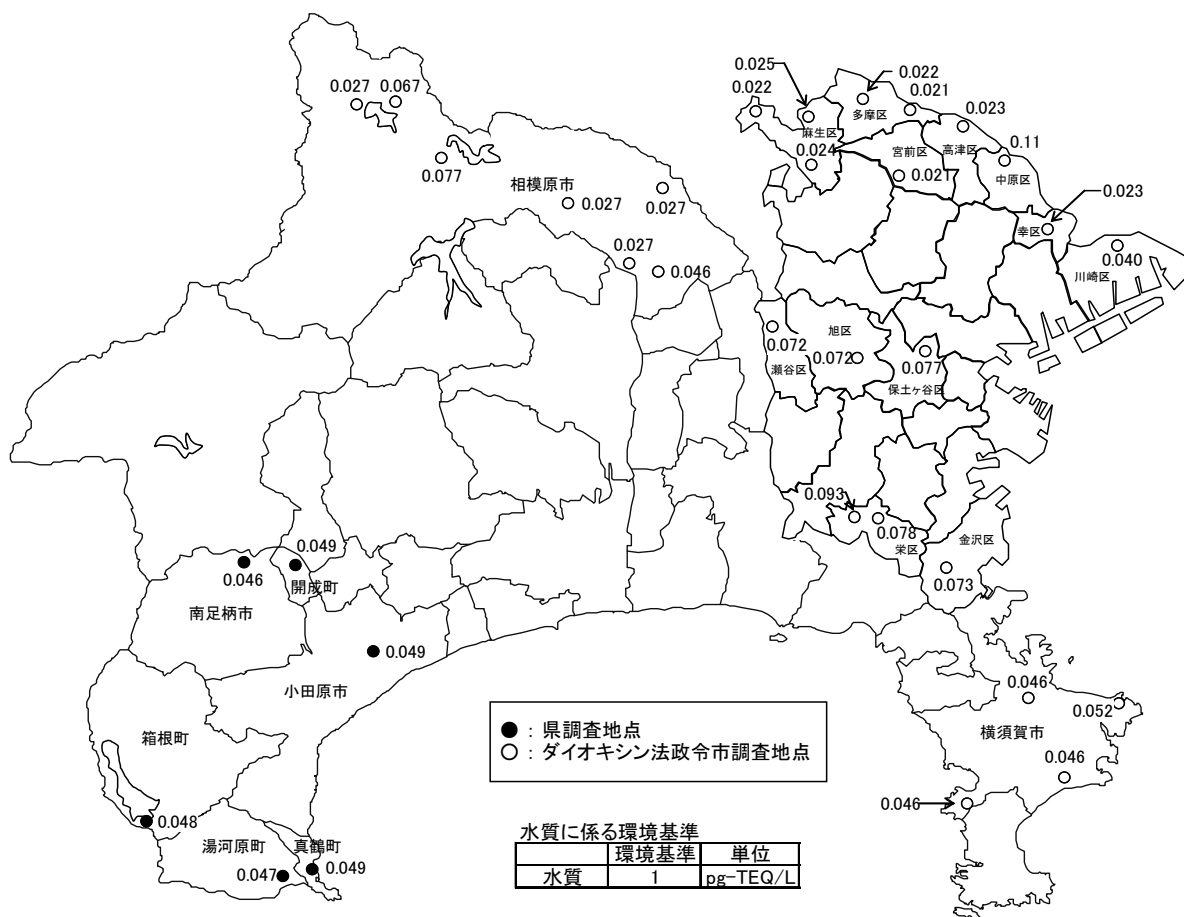 0.025
0.022
0.022
0.021
多摩区
0.023
麻生区
0.024
宮前区
高津区
0.11
0.021
中原区
0.023
幸区
0.040
川崎区
0.027
0.067
0.077
相模原市
0.027
0.027
0.027
0.046
旭区
0.072
0.072
瀬谷区
0.077
保土ヶ谷区
0.093
0.078
栄区
金沢区
0.073
0.049
0.046
開成町
南足柄市
0.049
小田原市
箱根町
0.048
湯河原町
真鶴町
0.047
0.049
0.046
0.052
横須賀市
0.046
0.046
●：県調査地点
○：ダイオキシン法政令市調査地点
水質に係る環境基準
環境基準 単位
水質 1 pg-TEQ/L